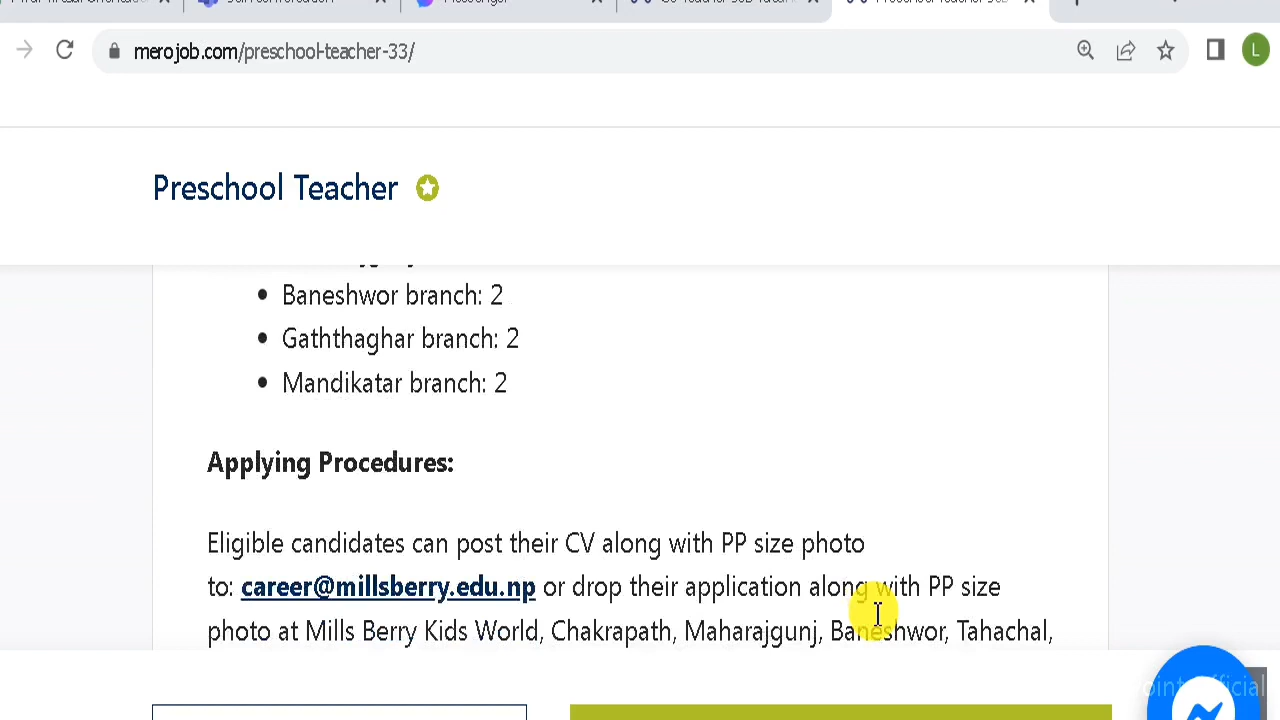 merojob.com/preschool-teacher-33/
L
Preschool Teacher
Baneshwor branch: 2
Gaththaghar branch: 2
Mandikatar branch: 2
Applying Procedures:
Eligible candidates can post their CV along with PP size photo
to: career@millsberry.edu.np or drop their application along with PP size
photo at Mills Berry Kids World, Chakrapath, Maharajgunj, Baneshwor, Tahachal,